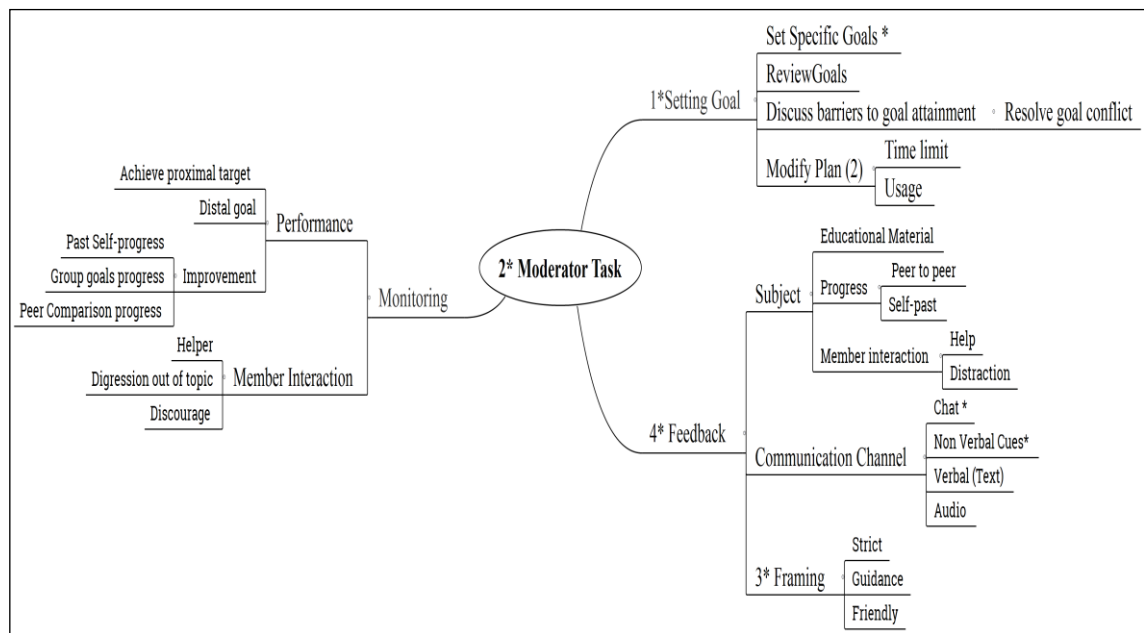 2* Moderator Task
1*Setting Goal
Set Specific Goals *
ReviewGoals
Discuss barriers to goal attainment
Resolve goal conflict
Modify Plan (2)
Time limit
Usage
4* Feedback
Subject
Educational Material
Progress
Peer to peer
Self-past
Member interaction
Help
Distraction
Communication Channel
Chat *
Non Verbal Cues*
Verbal (Text)
Audio
3* Framing
Strict
Guidance
Friendly
Monitoring
Performance
Achieve proximal target
Distal goal
Improvement
Past Self-progress
Group goals progress
Peer Comparison progress
Member Interaction
Helper
Digression out of topic
Discourage